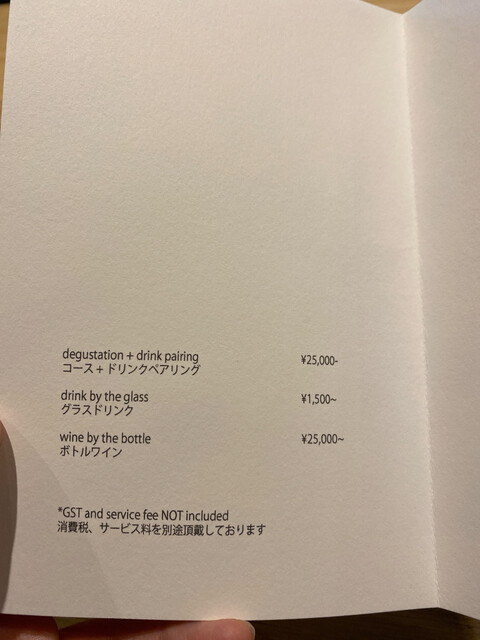 degustation + drink pairing ¥25,000-
コース + ドリンクペアリング
drink by the glass ¥1,500~
グラスドリンク
wine by the bottle ¥25,000~
ボトルワイン
*GST and service fee NOT included
消費税、サービス料を別途頂戴しております